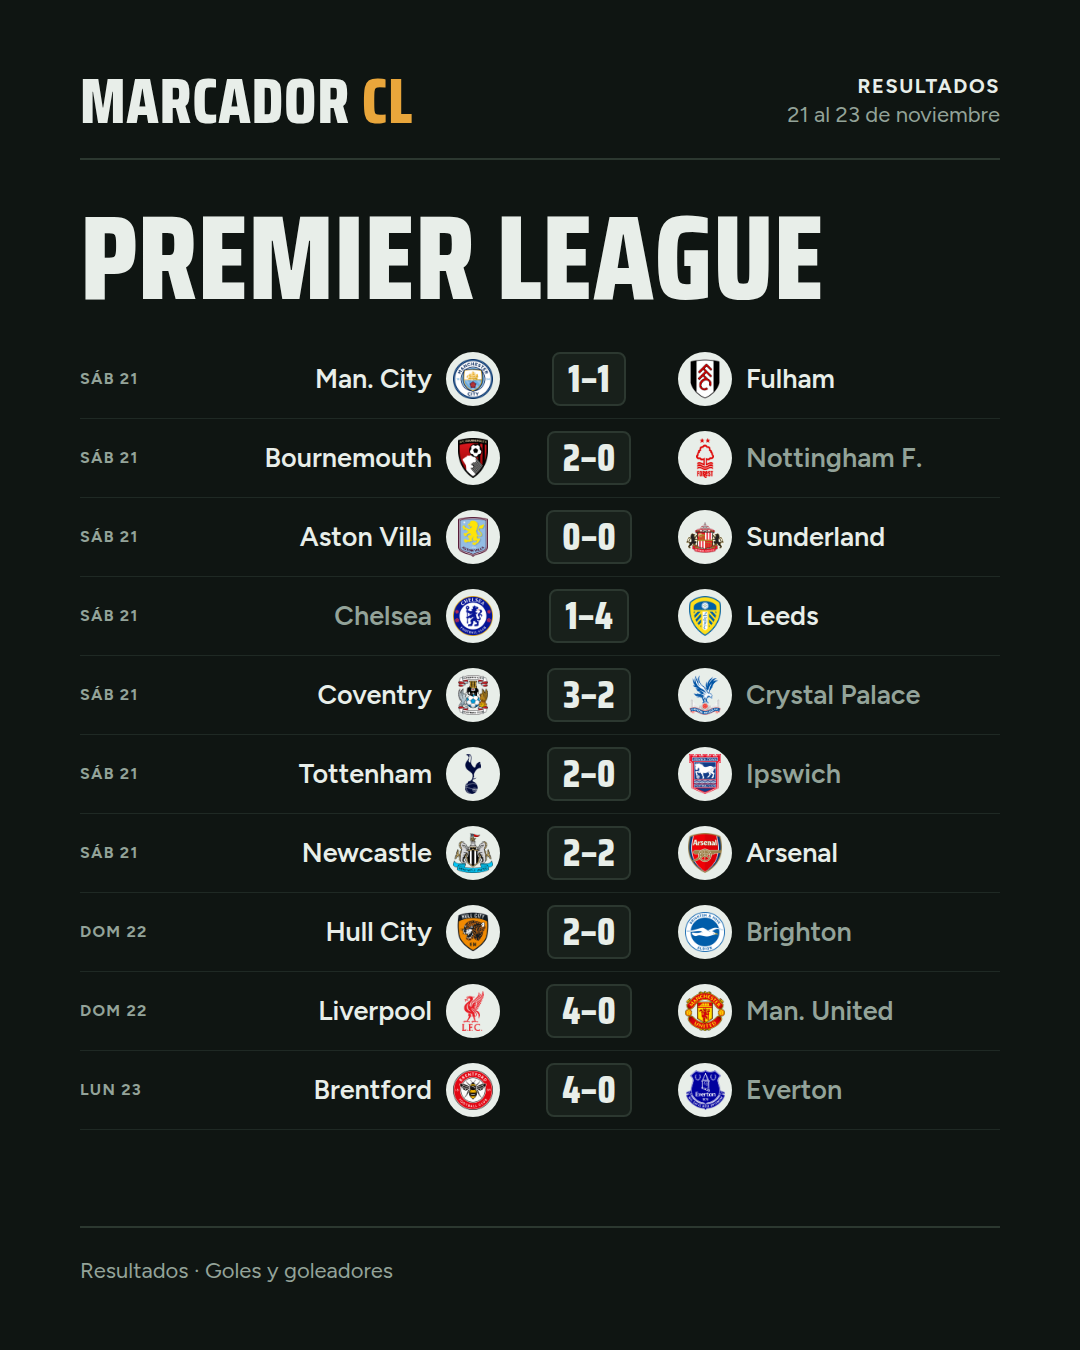 MARCADOR CL
RESULTADOS
21 al 23 de noviembre
PREMIER LEAGUE
SÁB 21 Man. City 1–1 Fulham
SÁB 21 Bournemouth 2–0 Nottingham F.
SÁB 21 Aston Villa 0–0 Sunderland
SÁB 21 Chelsea 1–4 Leeds
SÁB 21 Coventry 3–2 Crystal Palace
SÁB 21 Tottenham 2–0 Ipswich
SÁB 21 Newcastle 2–2 Arsenal
DOM 22 Hull City 2–0 Brighton
DOM 22 Liverpool 4–0 Man. United
LUN 23 Brentford 4–0 Everton
Resultados · Goles y goleadores